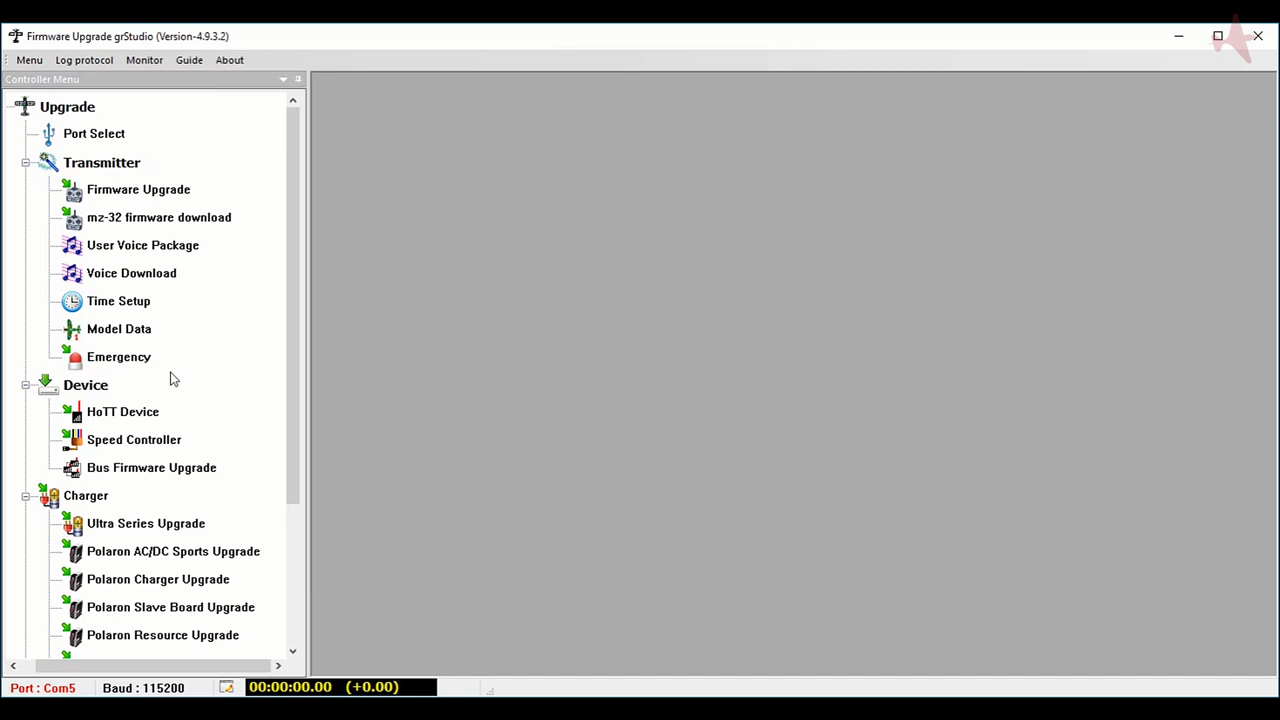 Firmware Upgrade grStudio (Version-4.9.3.2)
Menu Log protocol Monitor Guide About
Controller Menu
Upgrade
Port Select
Transmitter
Firmware Upgrade
mz-32 firmware download
User Voice Package
Voice Download
Time Setup
Model Data
Emergency
Device
HoTT Device
Speed Controller
Bus Firmware Upgrade
Charger
Ultra Series Upgrade
Polaron AC/DC Sports Upgrade
Polaron Charger Upgrade
Polaron Slave Board Upgrade
Polaron Resource Upgrade
Port : Com5 Baud : 115200 00:00:00.00 (+0.00)